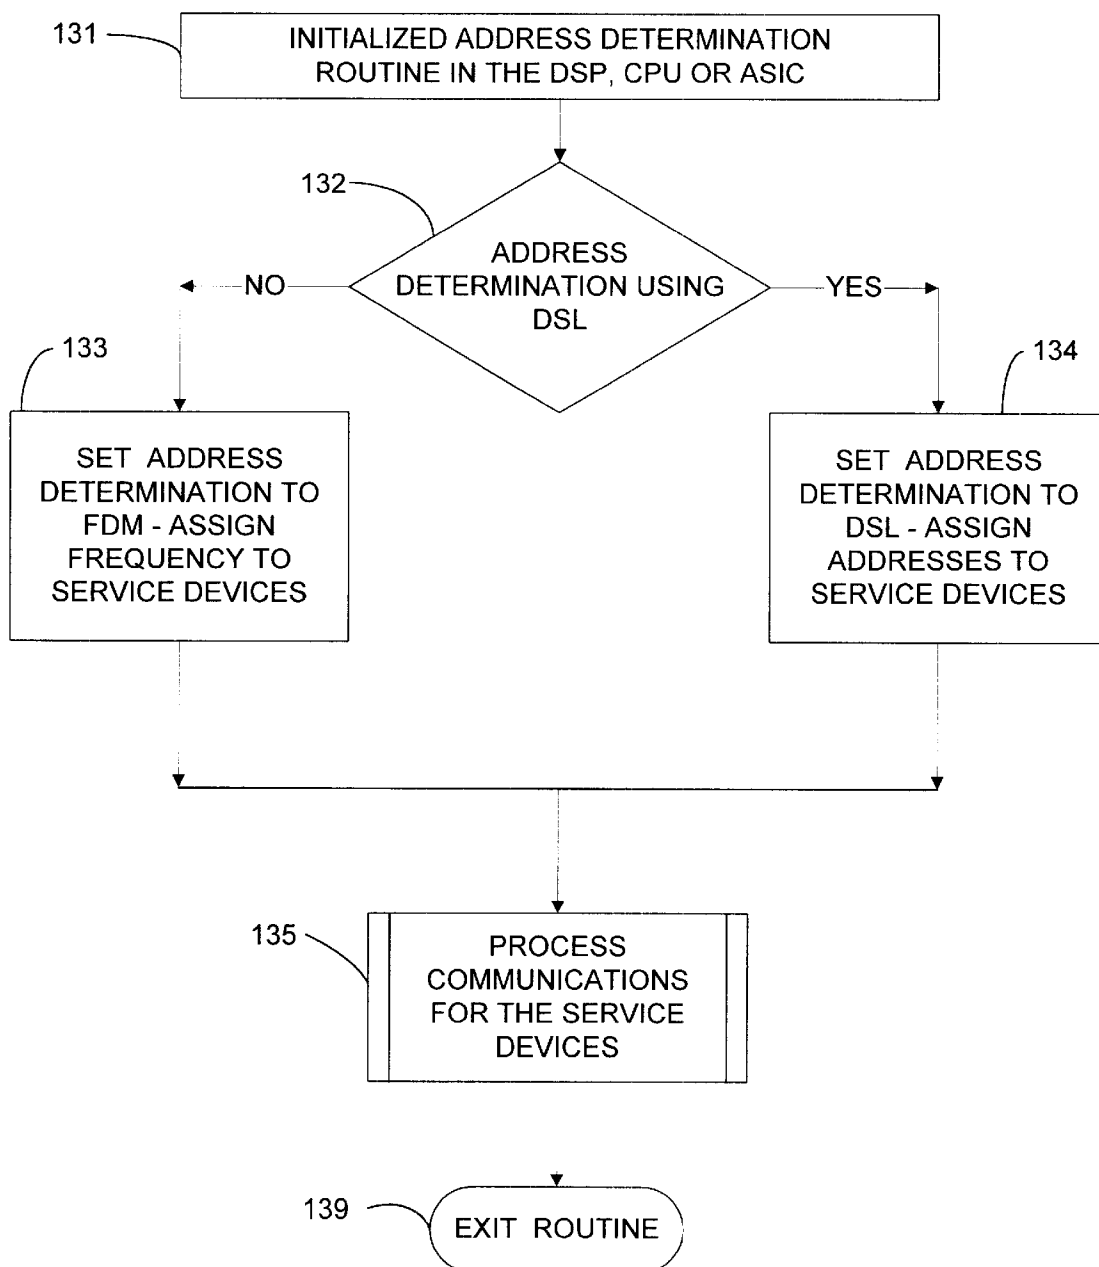 131
INITIALIZED ADDRESS DETERMINATION
ROUTINE IN THE DSP, CPU OR ASIC
132
ADDRESS
DETERMINATION USING
DSL
NO
YES
133
SET ADDRESS
DETERMINATION TO
FDM - ASSIGN
FREQUENCY TO
SERVICE DEVICES
134
SET ADDRESS
DETERMINATION TO
DSL - ASSIGN
ADDRESSES TO
SERVICE DEVICES
135
PROCESS
COMMUNICATIONS
FOR THE SERVICE
DEVICES
139
EXIT ROUTINE